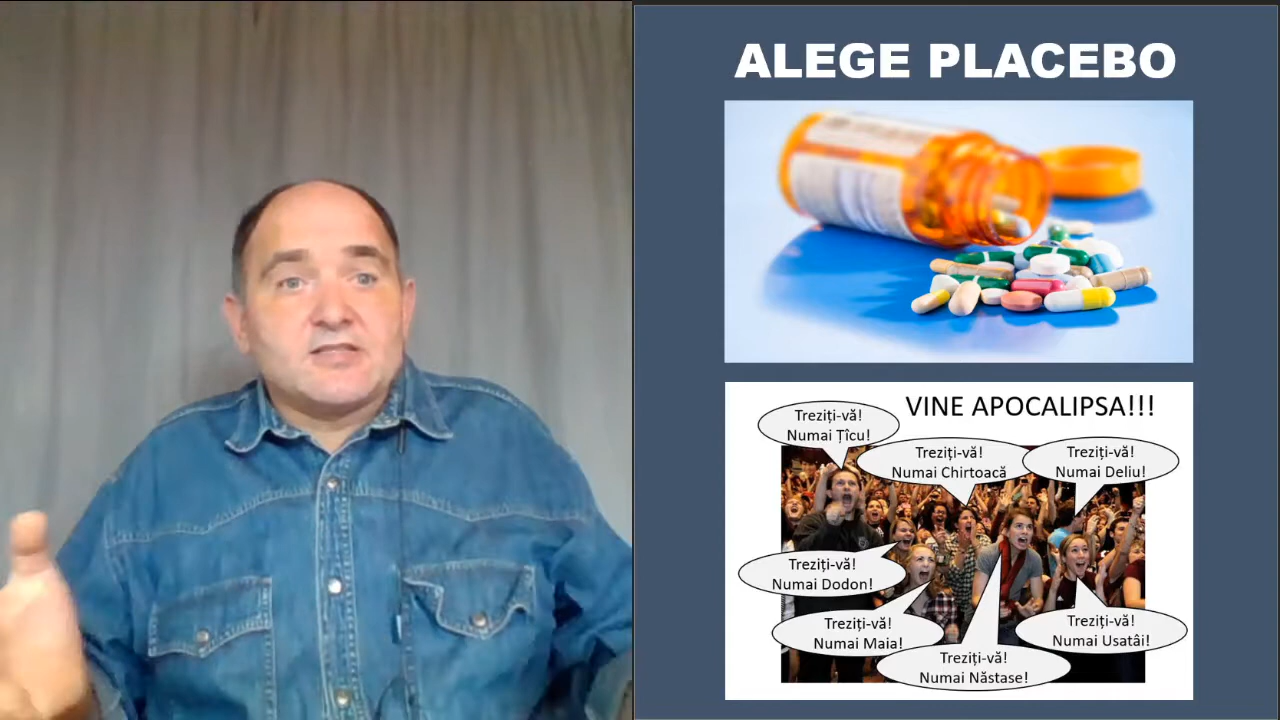 ALEGE PLACEBO
VINE APOCALIPSA!!!
Treziți-vă!
Numai Țîcu!
Treziți-vă!
Numai Chirtoacă
Treziți-vă!
Numai Deliu!
Treziți-vă!
Numai Dodon!
Treziți-vă!
Numai Maia!
Treziți-vă!
Numai Usatâi!
Treziți-vă!
Numai Năstase!